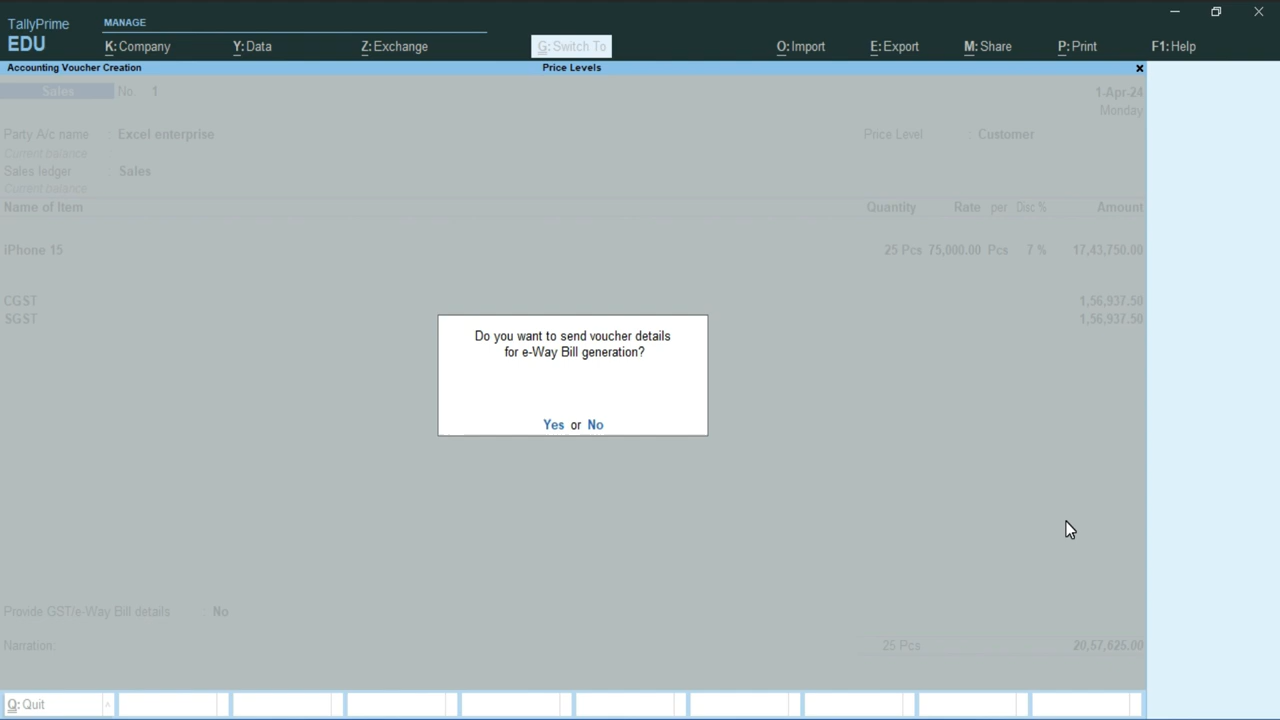 TallyPrime
EDU
MANAGE
K:Company Y:Data Z:Exchange G:Switch To O:Import E:Export M:Share P:Print F1:Help
Accounting Voucher Creation Price Levels ×
Sales No. 1 1-Apr-24
Monday
Party A/c name : Excel enterprise Price Level : Customer
Current balance
Sales ledger : Sales
Current balance
Name of Item Quantity Rate per Disc % Amount
iPhone 15 25 Pcs 75,000.00 Pcs 7 % 17,43,750.00
CGST 1,56,937.50
SGST 1,56,937.50
Do you want to send voucher details
for e-Way Bill generation?
Yes or No
Provide GST/e-Way Bill details : No
Narration 25 Pcs 20,57,625.00
Q:Quit